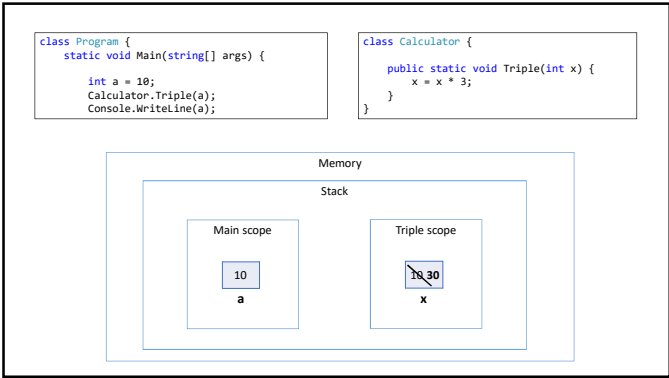 class Program {
    static void Main(string[] args) {
        int a = 10;
        Calculator.Triple(a);
        Console.WriteLine(a);
class Calculator {
    public static void Triple(int x) {
        x = x * 3;
    }
}
Memory
Stack
Main scope
Triple scope
10
10 30
a
x